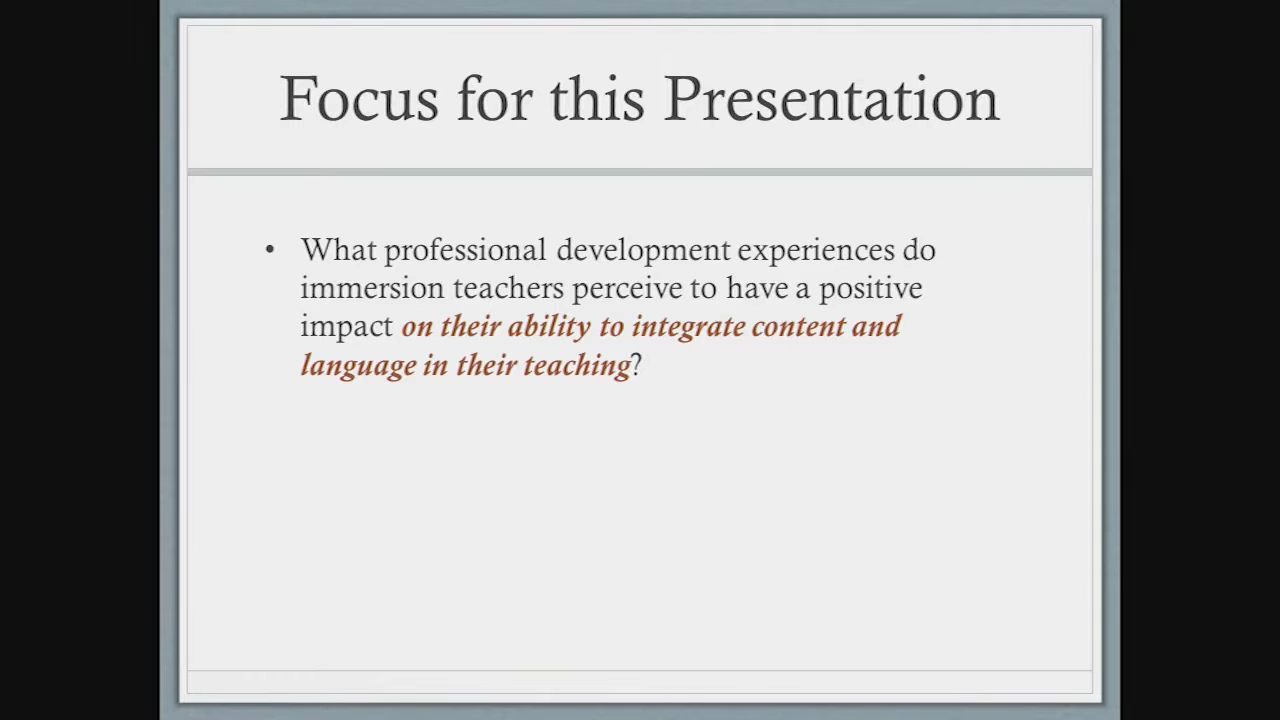 Focus for this Presentation
• What professional development experiences do
immersion teachers perceive to have a positive
impact on their ability to integrate content and
language in their teaching?